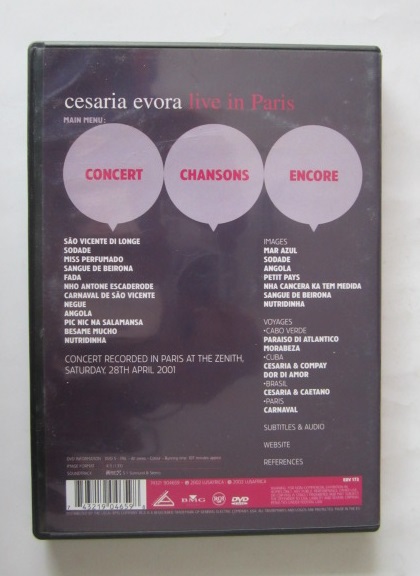 cesaria evora live in Paris
MAIN MENU:
CONCERT
CHANSONS
ENCORE
SÃO VICENTE DI LONGE
SODADE
MISS PERFUMADO
SANGUE DE BEIRONA
FADA
NHO ANTONE ESCADERODE
CARNAVAL DE SÃO VICENTE
NEGUE
ANGOLA
PIC NIC NA SALAMANSA
BESAME MUCHO
NUTRIDINHA
CONCERT RECORDED IN PARIS AT THE ZENITH,
SATURDAY, 28TH APRIL 2001
IMAGES
MAR AZUL
SODADE
ANGOLA
PETIT PAYS
NHA CANCERA KA TEM MEDIDA
SANGUE DE BEIRONA
NUTRIDINHA
VOYAGES
•CABO VERDE
PARAISO DI ATLANTICO
MORABEZA
•CUBA
CESARIA & COMPAY
DOR DI AMOR
•BRASIL
CESARIA & CAETANO
•PARIS
CARNAVAL
SUBTITLES & AUDIO
WEBSITE
REFERENCES
BMG
DVD